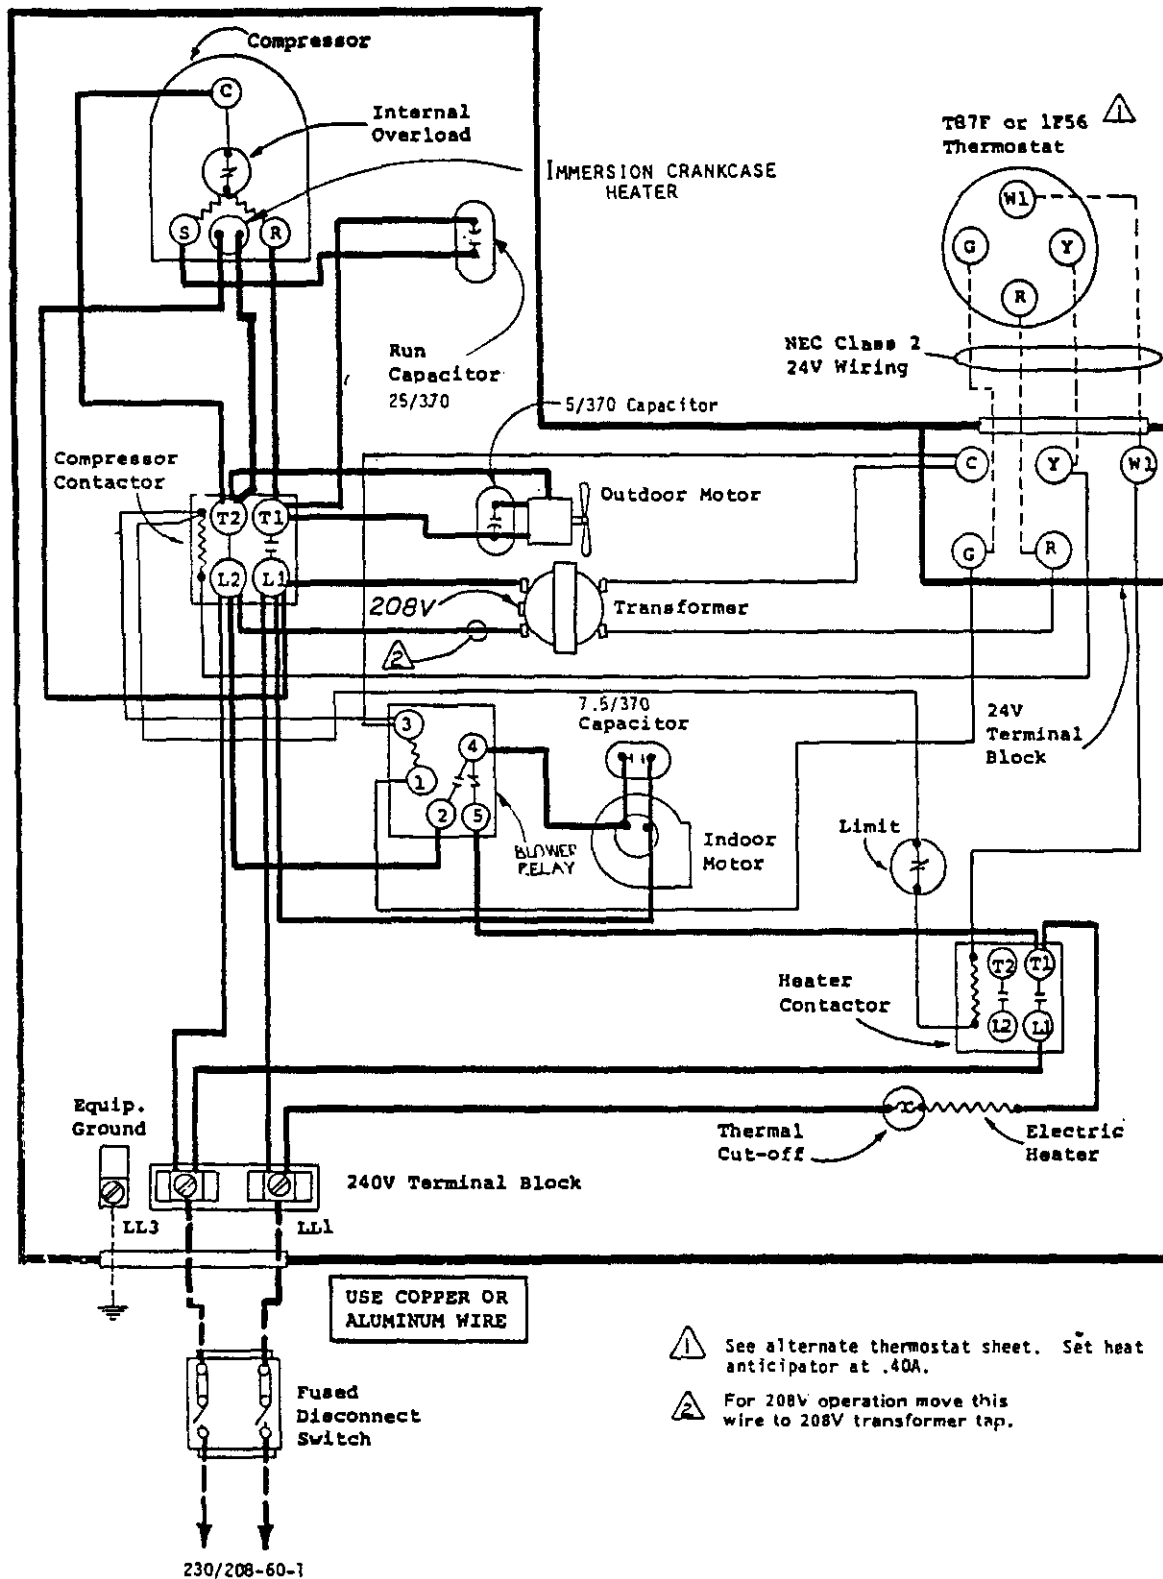 Compressor
C
Internal
Overload
IMMERSION CRANKCASE
HEATER
S
R
T87F or 1F56
Thermostat
1
W1
G
Y
R
NEC Class 2
24V Wiring
Run
Capacitor
25/370
5/370 Capacitor
Compressor
Contactor
C
Y
W1
T2
T1
Outdoor Motor
G
R
L2
L1
208V
Transformer
2
7.5/370
Capacitor
24V
Terminal
Block
3
4
1
2
5
BLOWER
RELAY
Indoor
Motor
Limit
Heater
Contactor
T2
T1
L2
L1
Equip.
Ground
Thermal
Cut-off
Electric
Heater
240V Terminal Block
LL3
LL1
USE COPPER OR
ALUMINUM WIRE
1 See alternate thermostat sheet. Set heat
anticipator at .40A.
2 For 208V operation move this
wire to 208V transformer tap.
Fused
Disconnect
Switch
230/208-60-1